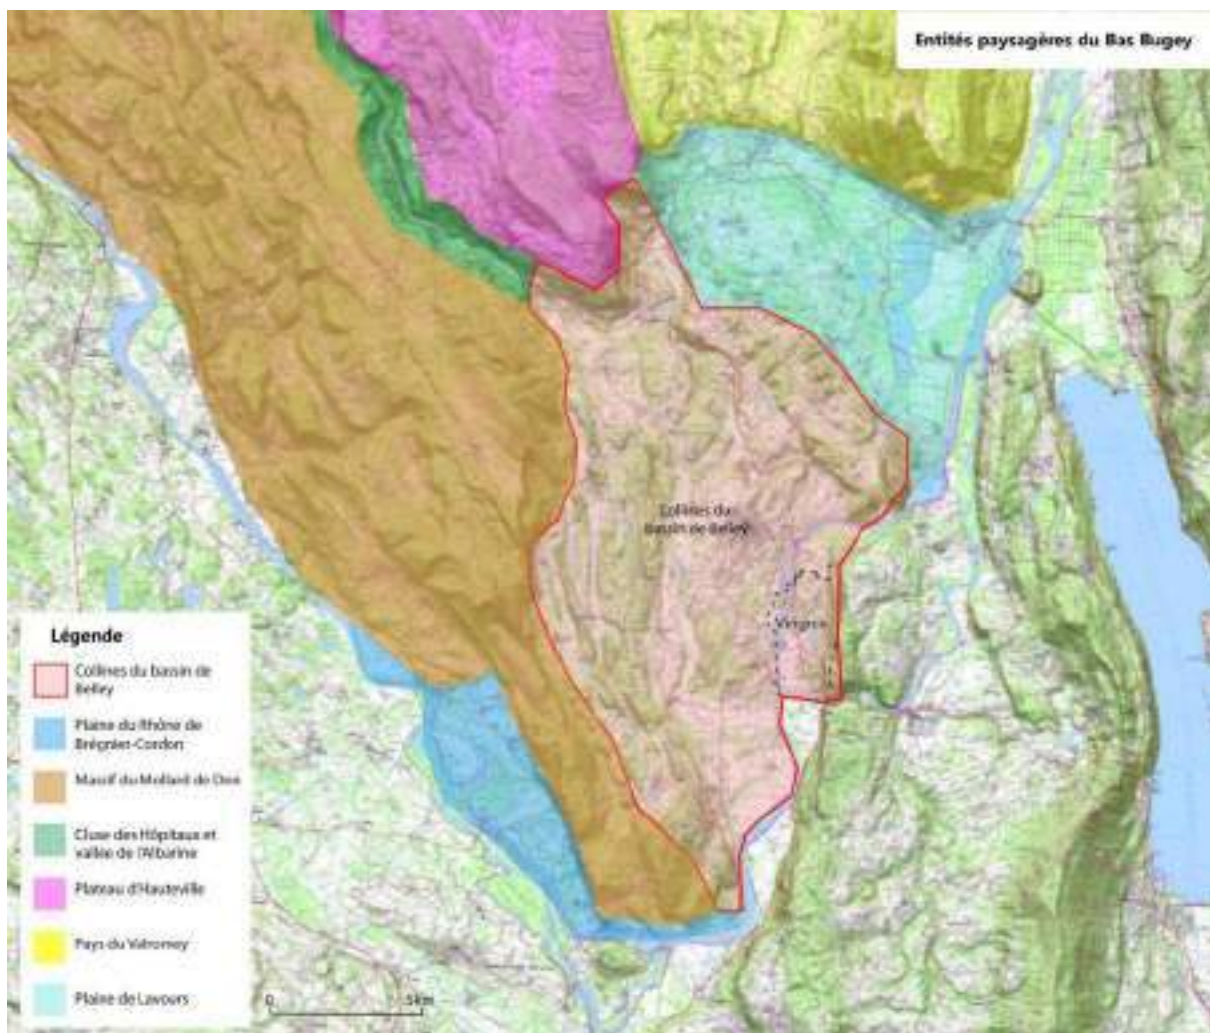 Entités paysagères du Bas Bugey
Collines du
bassin de Belley
Virignin
Légende
Collines du bassin de
Belley
Plaine du Rhône de
Brégnier-Cordon
Massif du Mollard de Don
Cluse des Hôpitaux et
vallée de l'Albarine
Plateau d'Hauteville
Pays du Valromey
Plaine de Lavours
0
5km